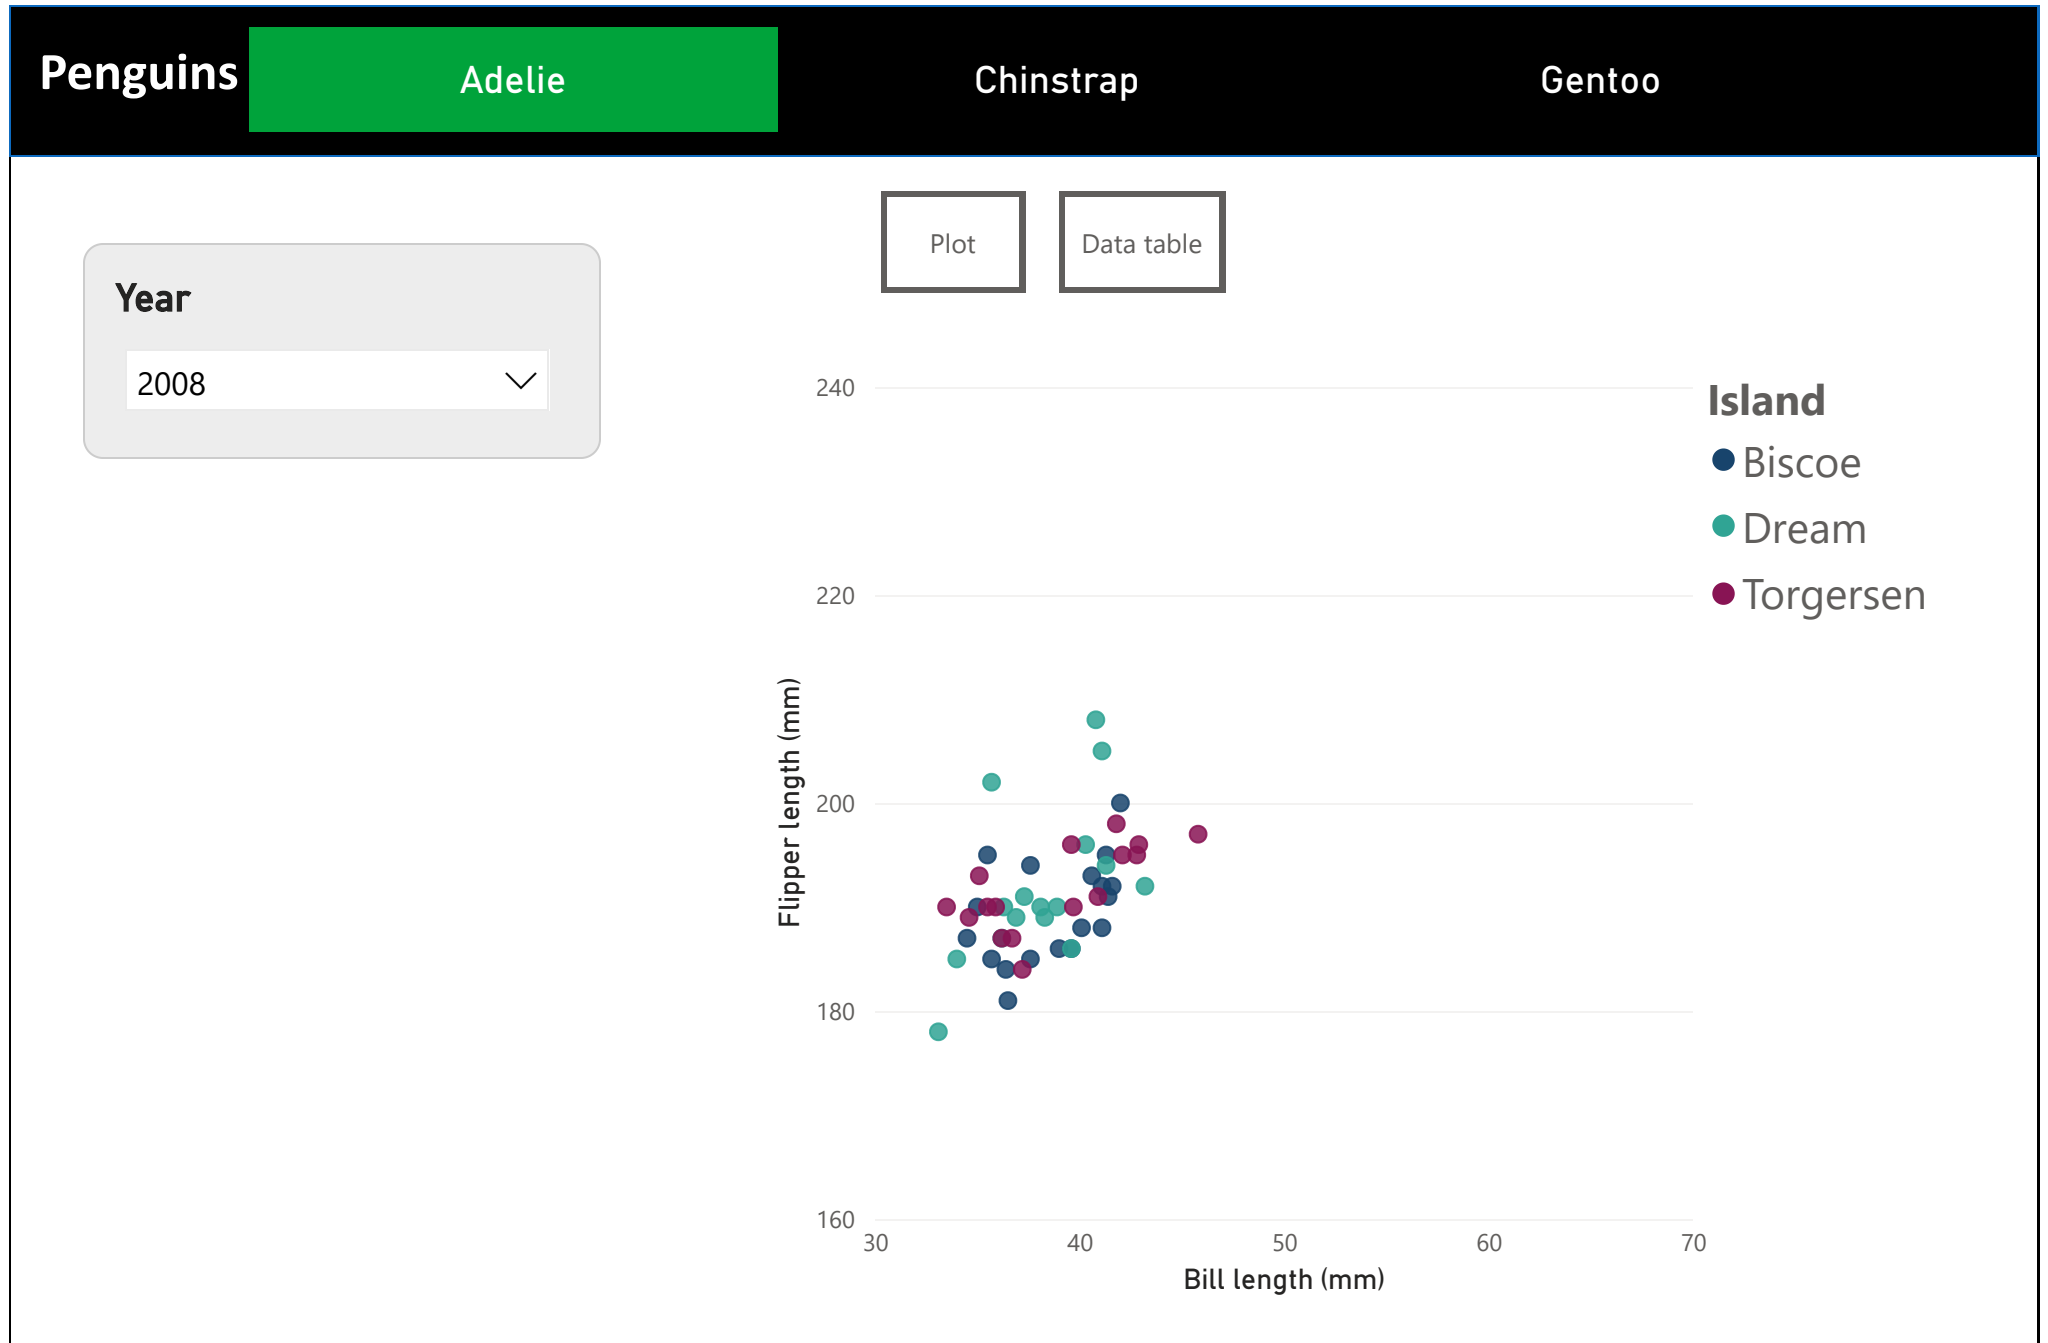 Penguins
Adelie
Chinstrap
Gentoo
Plot
Data table
Year
2008
240
220
200
180
160
Flipper length (mm)
30
40
50
60
70
Bill length (mm)
Island
Biscoe
Dream
Torgersen